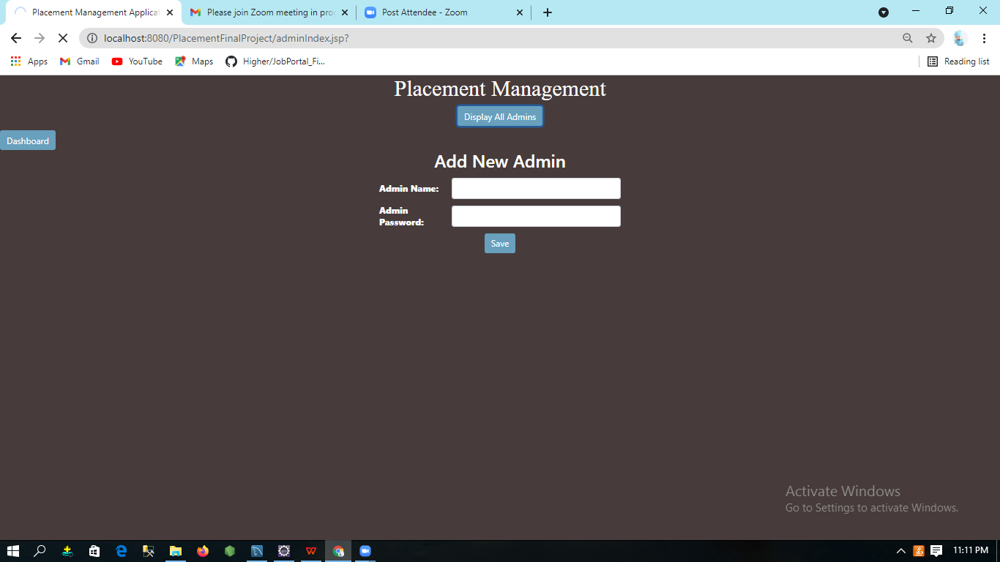 Placement Management Applicat
Please join Zoom meeting in pro
Post Attendee - Zoom
localhost:8080/PlacementFinalProject/adminIndex.jsp?
Apps
Gmail
YouTube
Maps
Higher/JobPortal_Fi...
Reading list
Placement Management
Display All Admins
Dashboard
Add New Admin
Admin Name:
Admin
Password:
Save
Activate Windows
Go to Settings to activate Windows.
11:11 PM